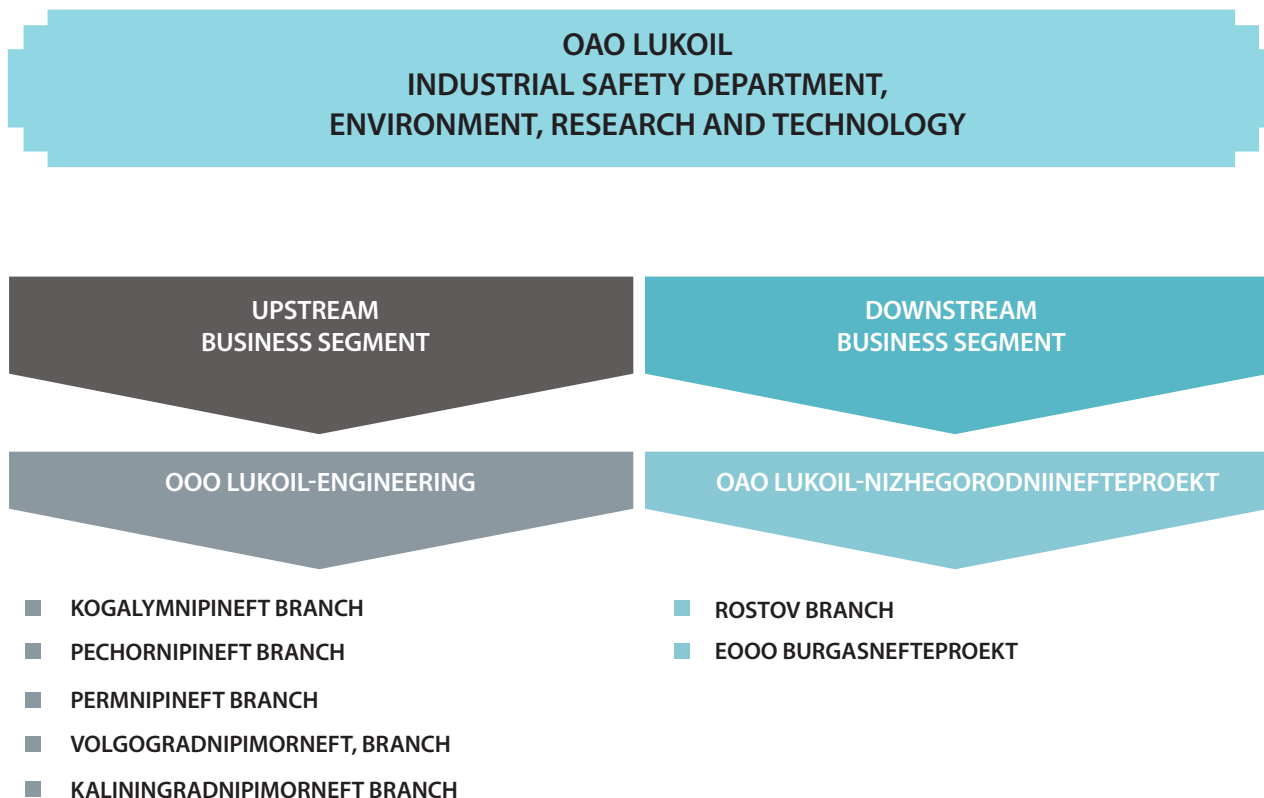 OAO LUKOIL
INDUSTRIAL SAFETY DEPARTMENT,
ENVIRONMENT, RESEARCH AND TECHNOLOGY
UPSTREAM
BUSINESS SEGMENT
DOWNSTREAM
BUSINESS SEGMENT
OOO LUKOIL-ENGINEERING
OAO LUKOIL-NIZHEGORODNIINEFTEPROEKT
KOGALYMNIPINEFT BRANCH
PECHORNIPINEFT BRANCH
PERMNIPINEFT BRANCH
VOLGOGRADNIPIMORNEFT, BRANCH
KALININGRADNIPIMORNEFT BRANCH
ROSTOV BRANCH
EOOO BURGASNEFTEPROEKT